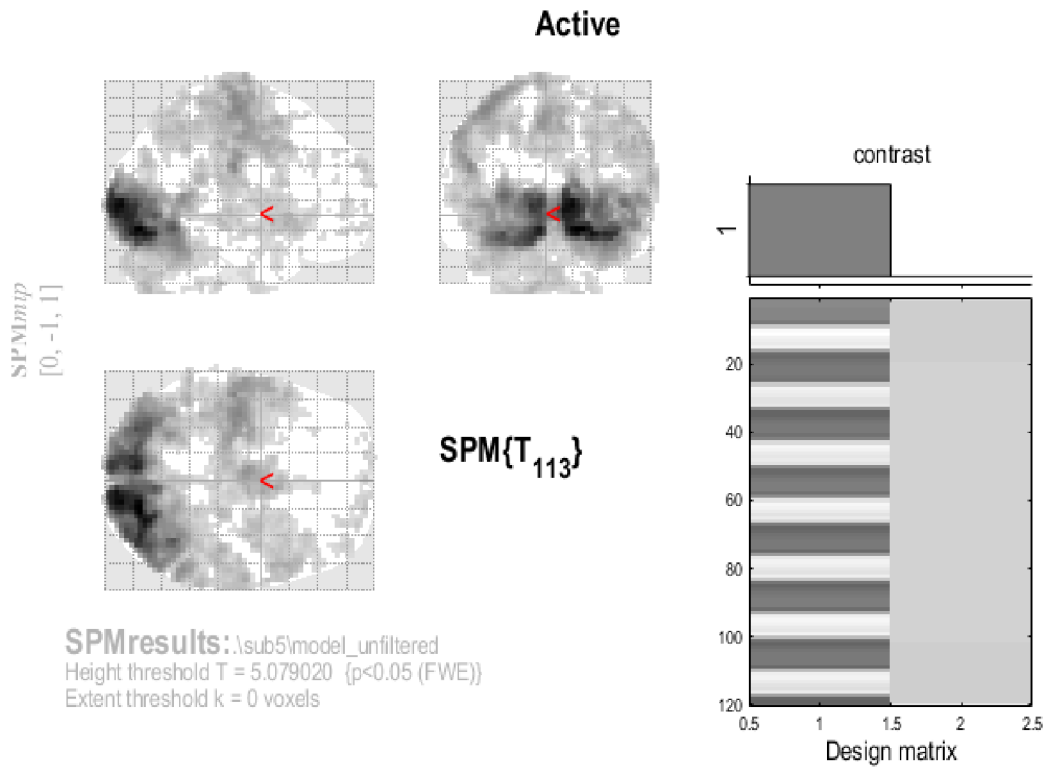 Active
contrast
1
SPMmip
[0, -1, 1]
<
<
<
SPM{T113}
20
40
60
80
100
120
0.5 1 1.5 2 2.5
Design matrix
SPMresults: .\sub5\model_unfiltered
Height threshold T = 5.079020 {p<0.05 (FWE)}
Extent threshold k = 0 voxels